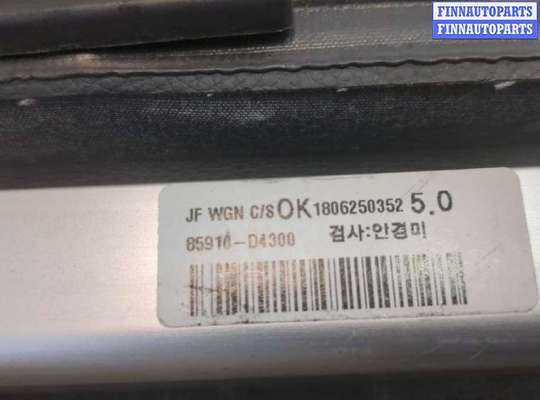 FINNAUTOPARTS
FINNAUTOPARTS
JF WGN C/S OK 1806250352 5.0
85910-D4300 검사:안경미